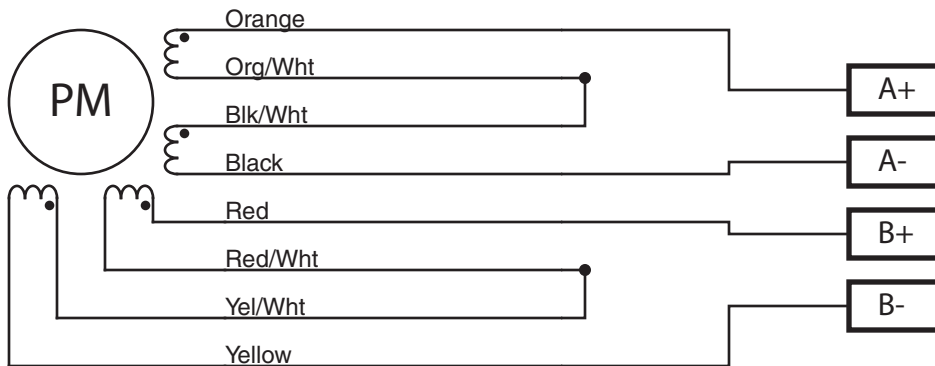 Orange
Org/Wht
PM
A+
Blk/Wht
Black
A-
Red
B+
Red/Wht
Yel/Wht
B-
Yellow